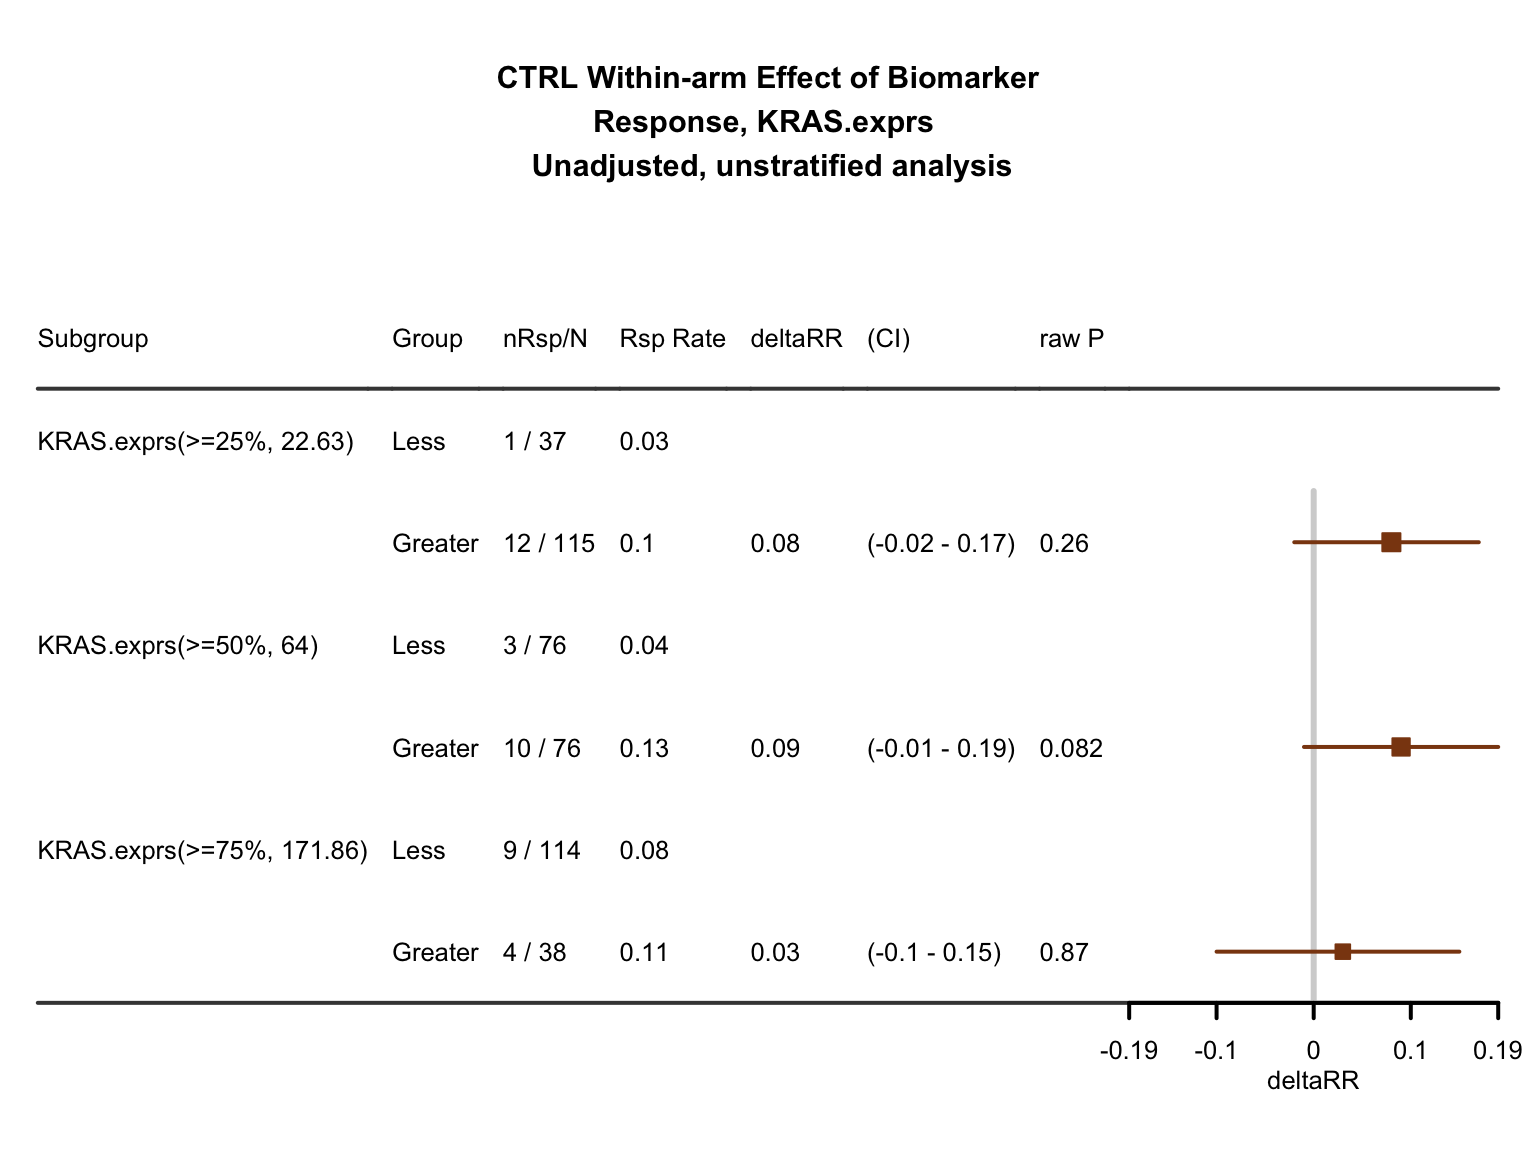 CTRL Within-arm Effect of Biomarker
Response, KRAS.exprs
Unadjusted, unstratified analysis
Subgroup Group nRsp/N Rsp Rate deltaRR (CI) raw P
KRAS.exprs(>=25%, 22.63) Less 1 / 37 0.03
Greater 12 / 115 0.1 0.08 (-0.02 - 0.17) 0.26
KRAS.exprs(>=50%, 64) Less 3 / 76 0.04
Greater 10 / 76 0.13 0.09 (-0.01 - 0.19) 0.082
KRAS.exprs(>=75%, 171.86) Less 9 / 114 0.08
Greater 4 / 38 0.11 0.03 (-0.1 - 0.15) 0.87
-0.19 -0.1 0 0.1 0.19
deltaRR